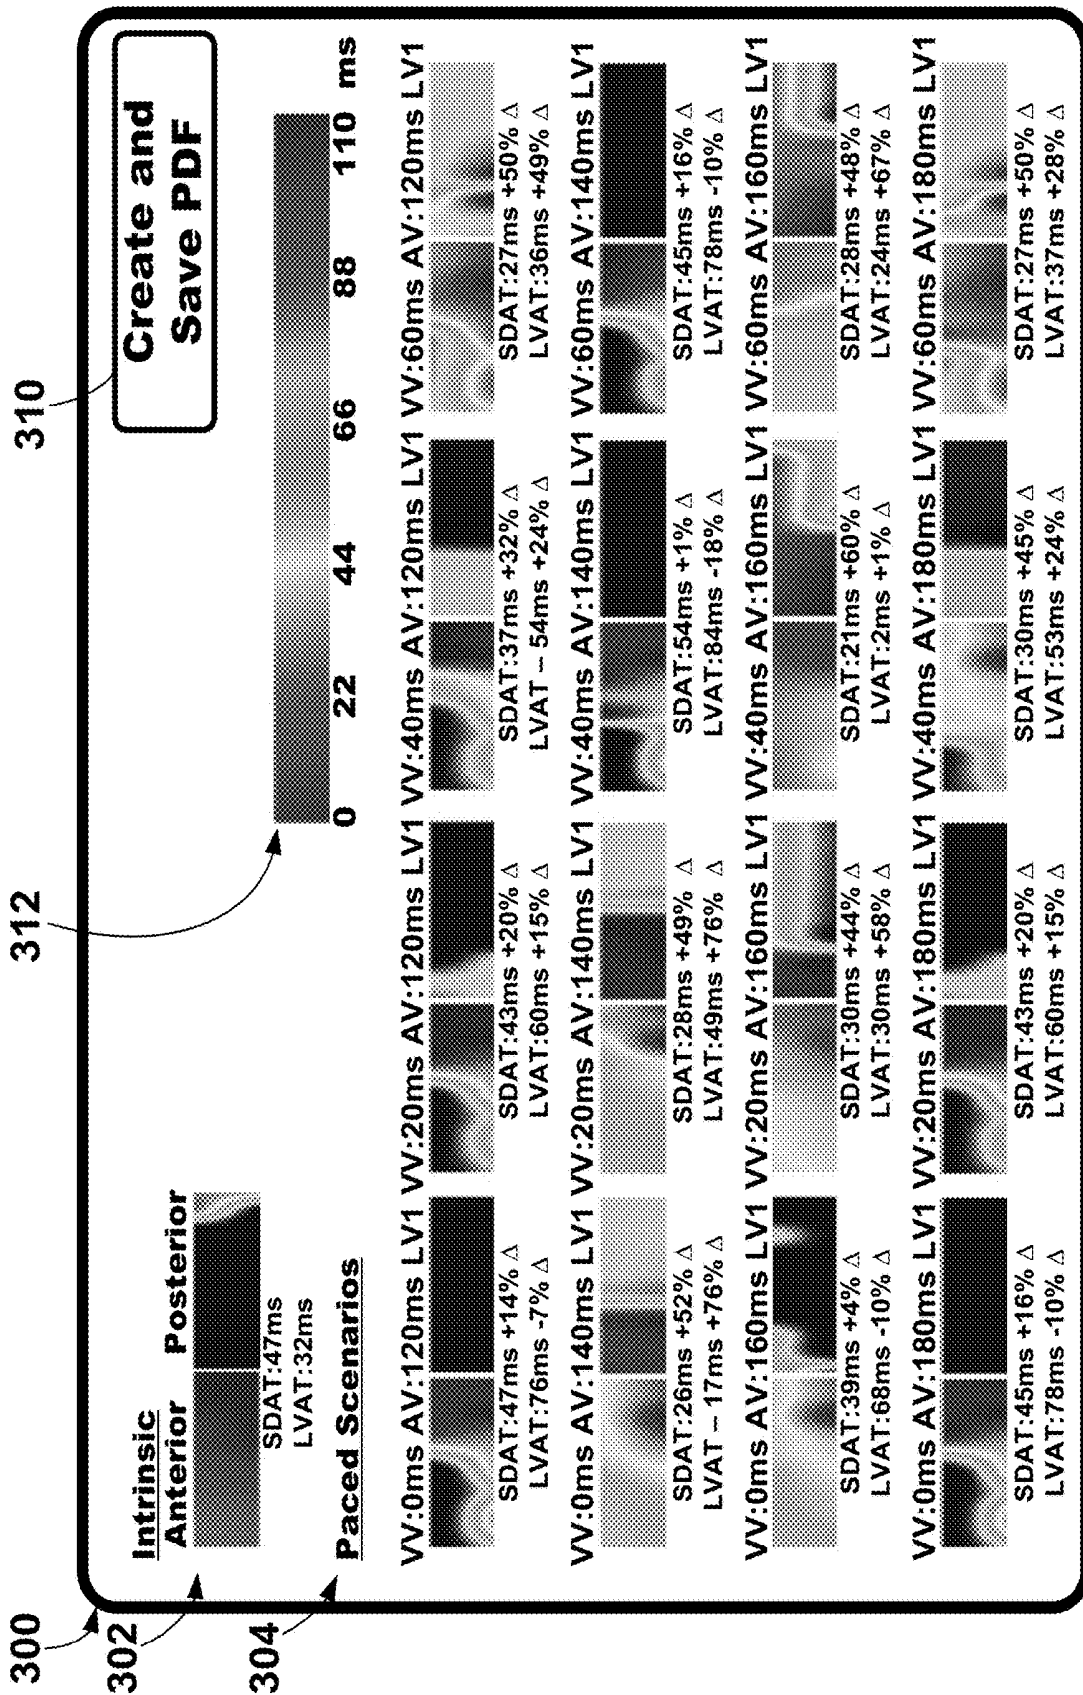 300
302
304
312
310
Intrinsic
Anterior Posterior
SDAT:47ms
LVAT:32ms
Create and
Save PDF
0 22 44 66 88 110 ms
Paced Scenarios
VV:0ms AV:120ms LV1 VV:20ms AV:120ms LV1 VV:40ms AV:120ms LV1 VV:60ms AV:120ms LV1
SDAT:47ms +14% Δ SDAT:43ms +20% Δ SDAT:37ms +32% Δ SDAT:27ms +50% Δ
LVAT:76ms -7% Δ LVAT:60ms +15% Δ LVAT – 54ms +24% Δ LVAT:36ms +49% Δ
VV:0ms AV:140ms LV1 VV:20ms AV:140ms LV1 VV:40ms AV:140ms LV1 VV:60ms AV:140ms LV1
SDAT:26ms +52% Δ SDAT:28ms +49% Δ SDAT:54ms +1% Δ SDAT:45ms +16% Δ
LVAT – 17ms +76% Δ LVAT:49ms +76% Δ LVAT:84ms -18% Δ LVAT:78ms -10% Δ
VV:0ms AV:160ms LV1 VV:20ms AV:160ms LV1 VV:40ms AV:160ms LV1 VV:60ms AV:160ms LV1
SDAT:39ms +4% Δ SDAT:30ms +44% Δ SDAT:21ms +60% Δ SDAT:28ms +48% Δ
LVAT:68ms -10% Δ LVAT:30ms +58% Δ LVAT:2ms +1% Δ LVAT:24ms +67% Δ
VV:0ms AV:180ms LV1 VV:20ms AV:180ms LV1 VV:40ms AV:180ms LV1 VV:60ms AV:180ms LV1
SDAT:45ms +16% Δ SDAT:43ms +20% Δ SDAT:30ms +45% Δ SDAT:27ms +50% Δ
LVAT:78ms -10% Δ LVAT:60ms +15% Δ LVAT:53ms +24% Δ LVAT:37ms +28% Δ